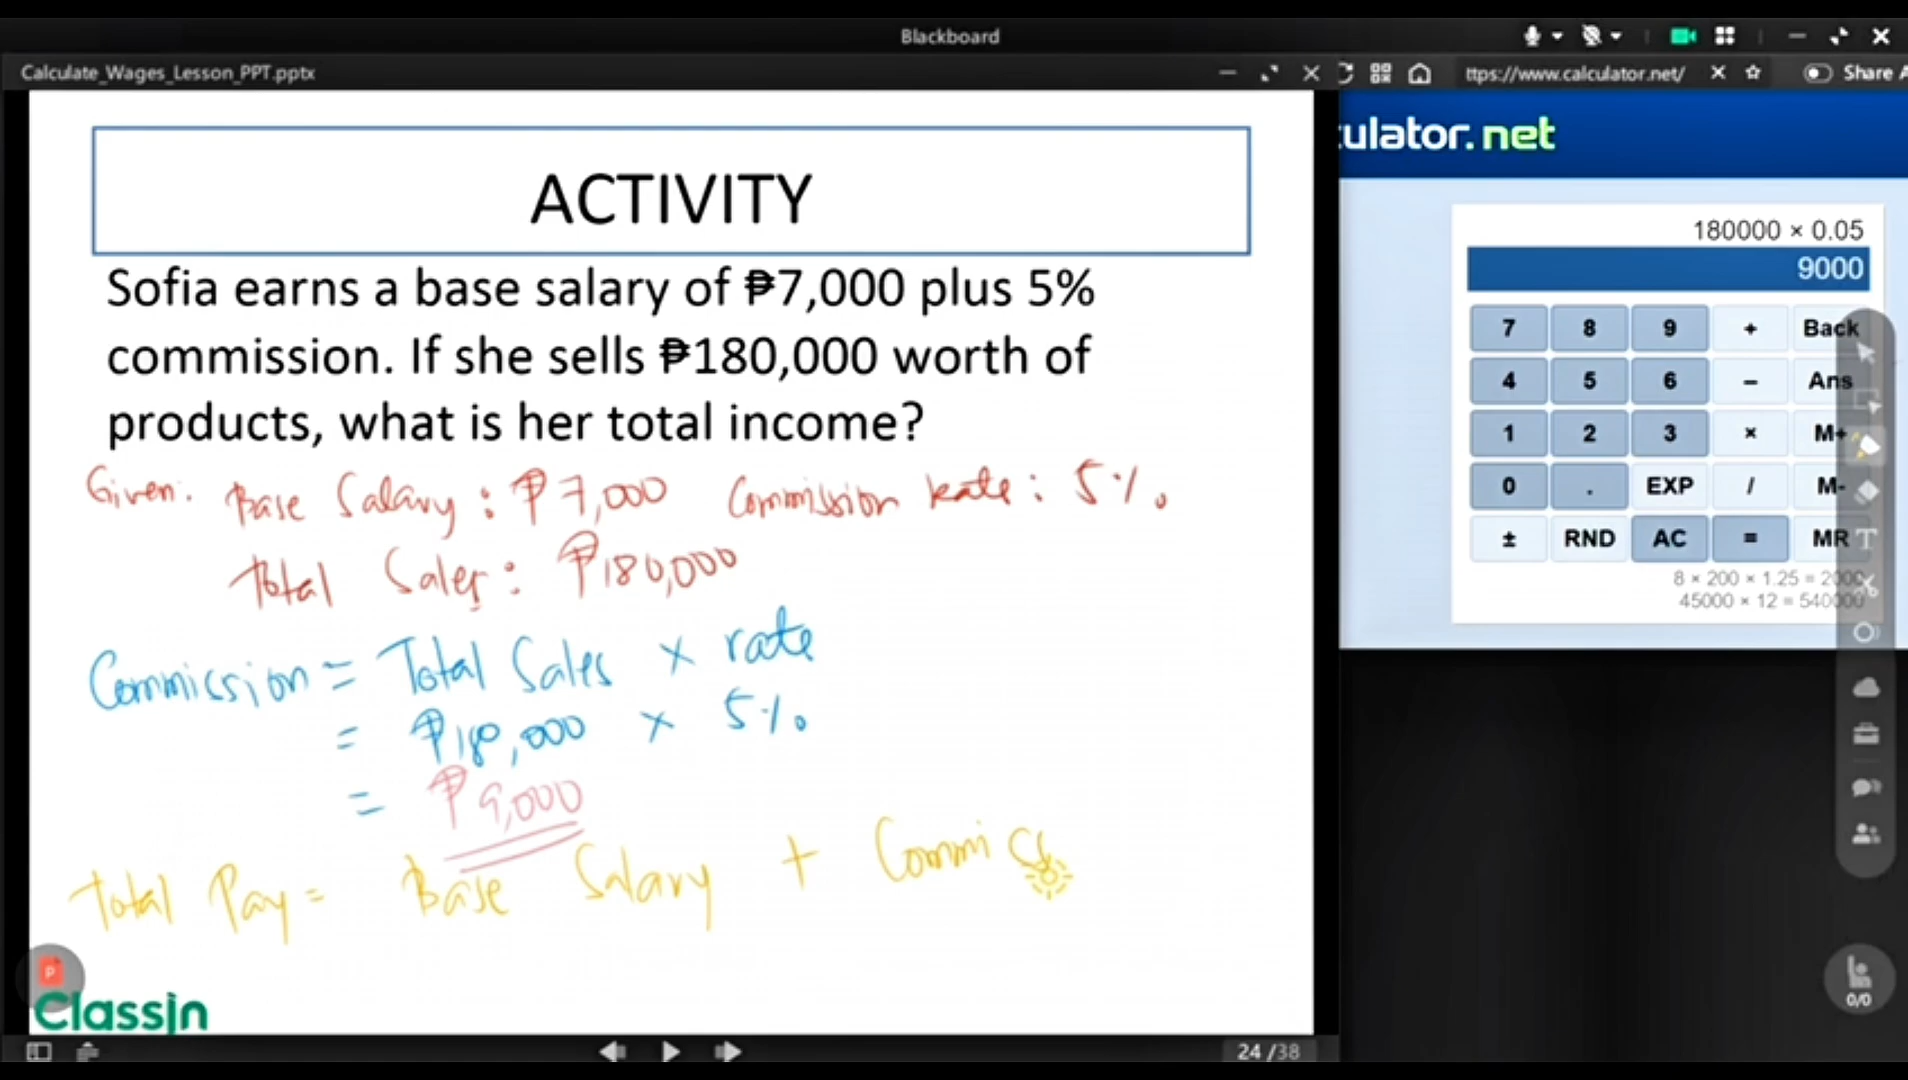 Blackboard
Calculate_Wages_Lesson_PPT.pptx
ttps://www.calculator.net/
Share A
ACTIVITY
Sofia earns a base salary of ₱7,000 plus 5%
commission. If she sells ₱180,000 worth of
products, what is her total income?
Given: Base Salary: ₱7,000 Commission Rate: 5%
Total Sales: ₱180,000
Commission = Total Sales × rate
= ₱180,000 × 5%
= ₱9,000
Total Pay = Base Salary + Commiss
ClassIn
24 /38
ulator.net
180000 × 0.05
9000
7 8 9 + Back
4 5 6 – Ans
1 2 3 × M+
0 . EXP / M-
± RND AC = MR
8 × 200 × 1.25 = 2000
45000 × 12 = 540000
T
0/0